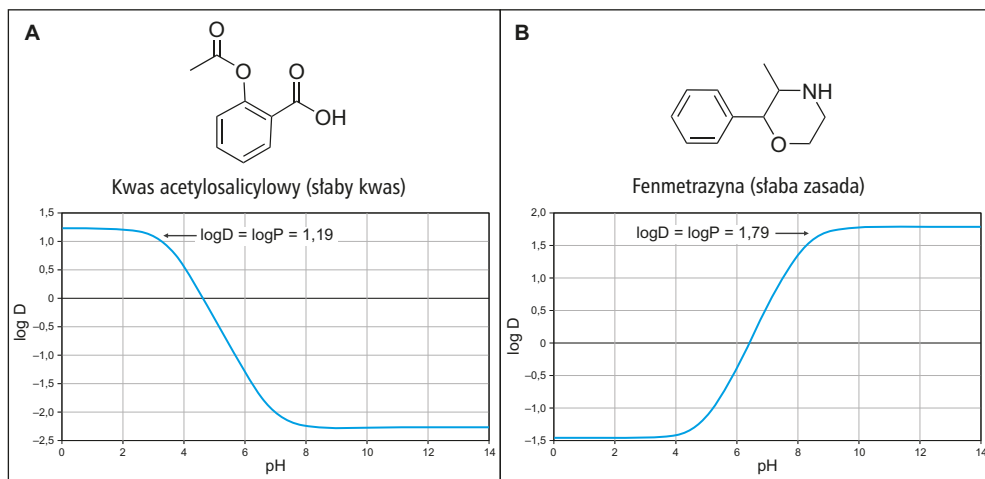 A
O
O
O
OH
Kwas acetylosalicylowy (słaby kwas)
1,5
1,0
0,5
0
–0,5
–1,0
–1,5
–2,0
–2,5
log D
logD = logP = 1,19
0 2 4 6 8 10 12 14
pH
B
NH
O
Fenmetrazyna (słaba zasada)
2,0
1,5
1,0
0,5
0
–0,5
–1,0
–1,5
log D
logD = logP = 1,79
0 2 4 6 8 10 12 14
pH